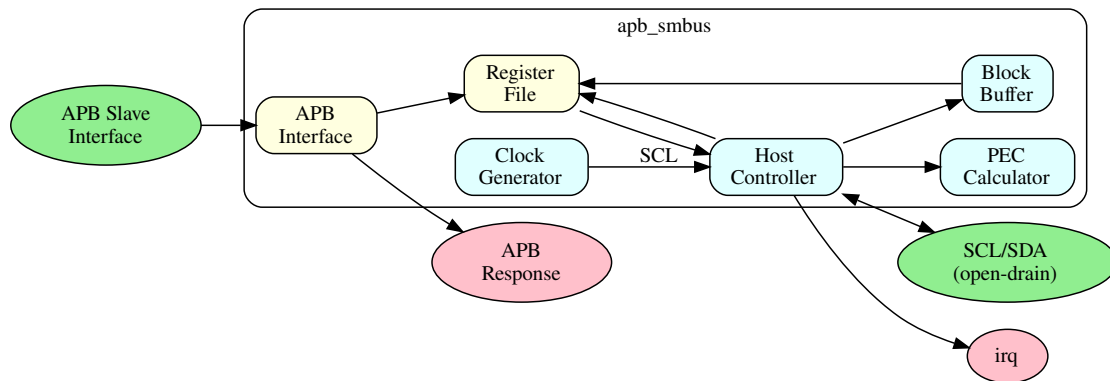 apb_smbus
APB Slave
Interface
APB
Interface
Register
File
Block
Buffer
Clock
Generator
SCL
Host
Controller
PEC
Calculator
APB
Response
SCL/SDA
(open-drain)
irq